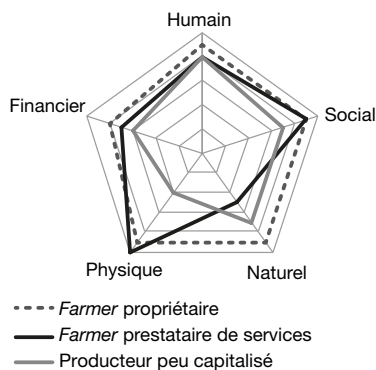 Humain
Financier
Social
Physique
Naturel
Farmer propriétaire
Farmer prestataire de services
Producteur peu capitalisé